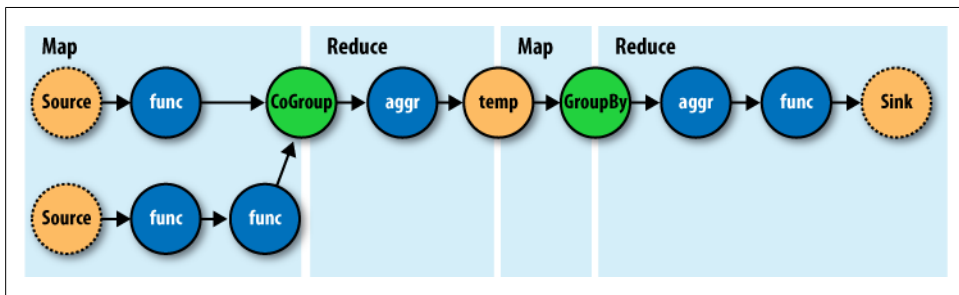 Map Reduce Map Reduce
Source func CoGroup aggr temp GroupBy aggr func Sink
Source func func